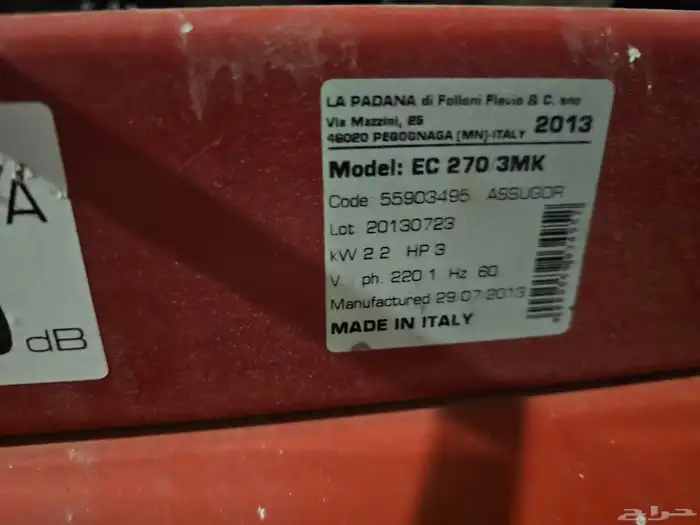 LA PADANA di Folloni Flavio & C. snc
Via Mazzini, 25
46020 PEGOGNAGA (MN)-ITALY 2013
Model: EC 270/3MK
Code 55903495 ASSUGOR
Lot 20130723
kW 2.2 HP 3
V ph. 220 1 Hz 60
Manufactured 29.07/2013
MADE IN ITALY
A
dB
حراج